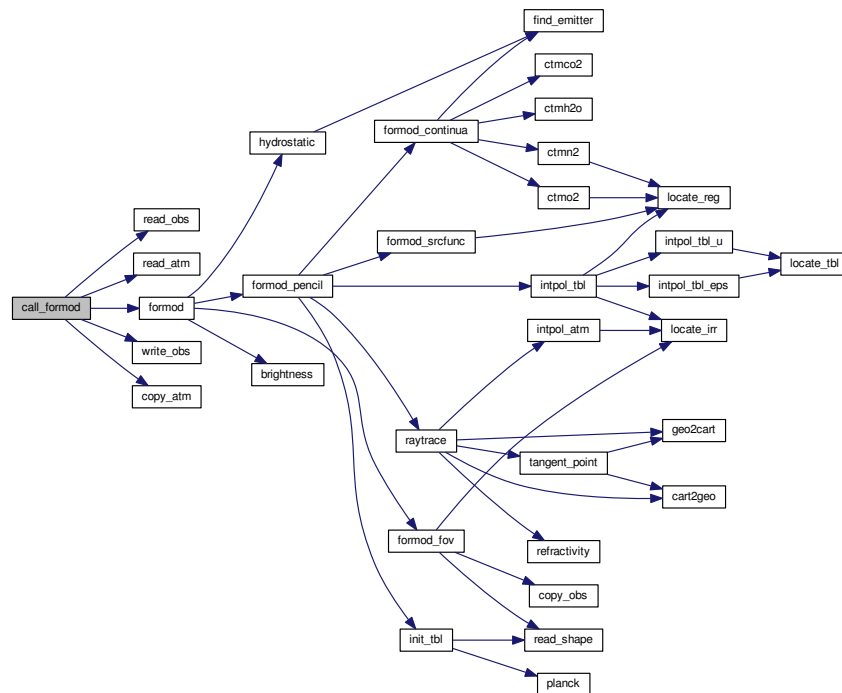 find_emitter
ctmco2
ctmh2o
hydrostatic
formod_continua
ctmn2
ctmo2
locate_reg
read_obs
formod_srcfunc
intpol_tbl_u
read_atm
locate_tbl
formod_pencil
intpol_tbl
intpol_tbl_eps
call_formod
formod
intpol_atm
locate_irr
write_obs
brightness
copy_atm
geo2cart
raytrace
tangent_point
cart2geo
formod_fov
refractivity
copy_obs
init_tbl
read_shape
planck